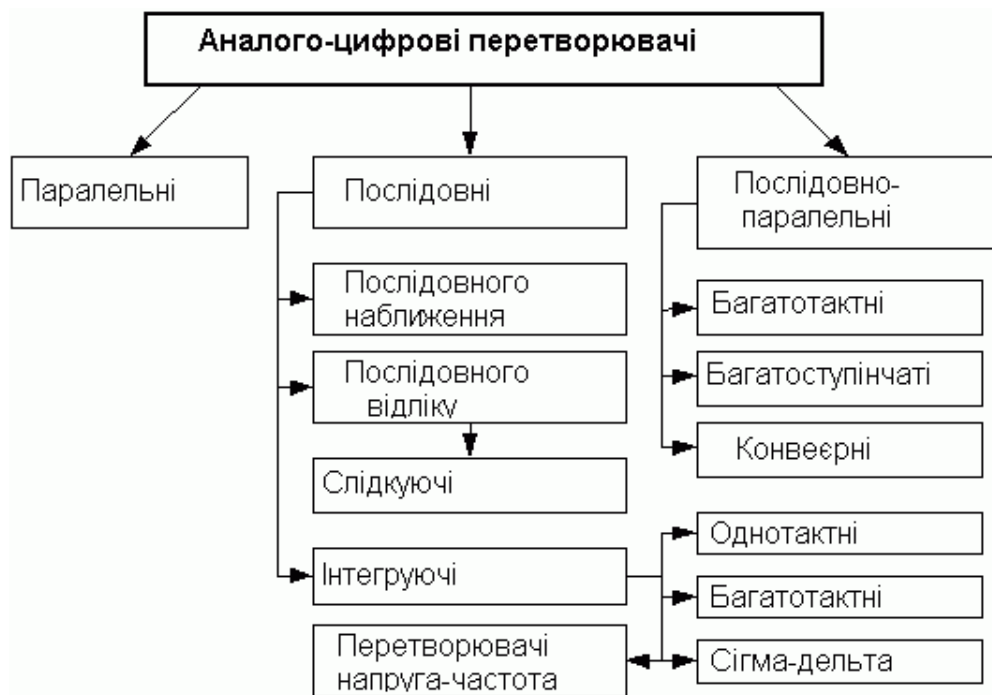 Аналого-цифрові перетворювачі
Паралельні
Послідовні
Послідовно-
паралельні
Послідовного
наближення
Послідовного
відліку
Слідкуючі
Інтегруючі
Перетворювачі
напруга-частота
Багатотактні
Багатоступінчаті
Конвеєрні
Однотактні
Багатотактні
Сігма-дельта